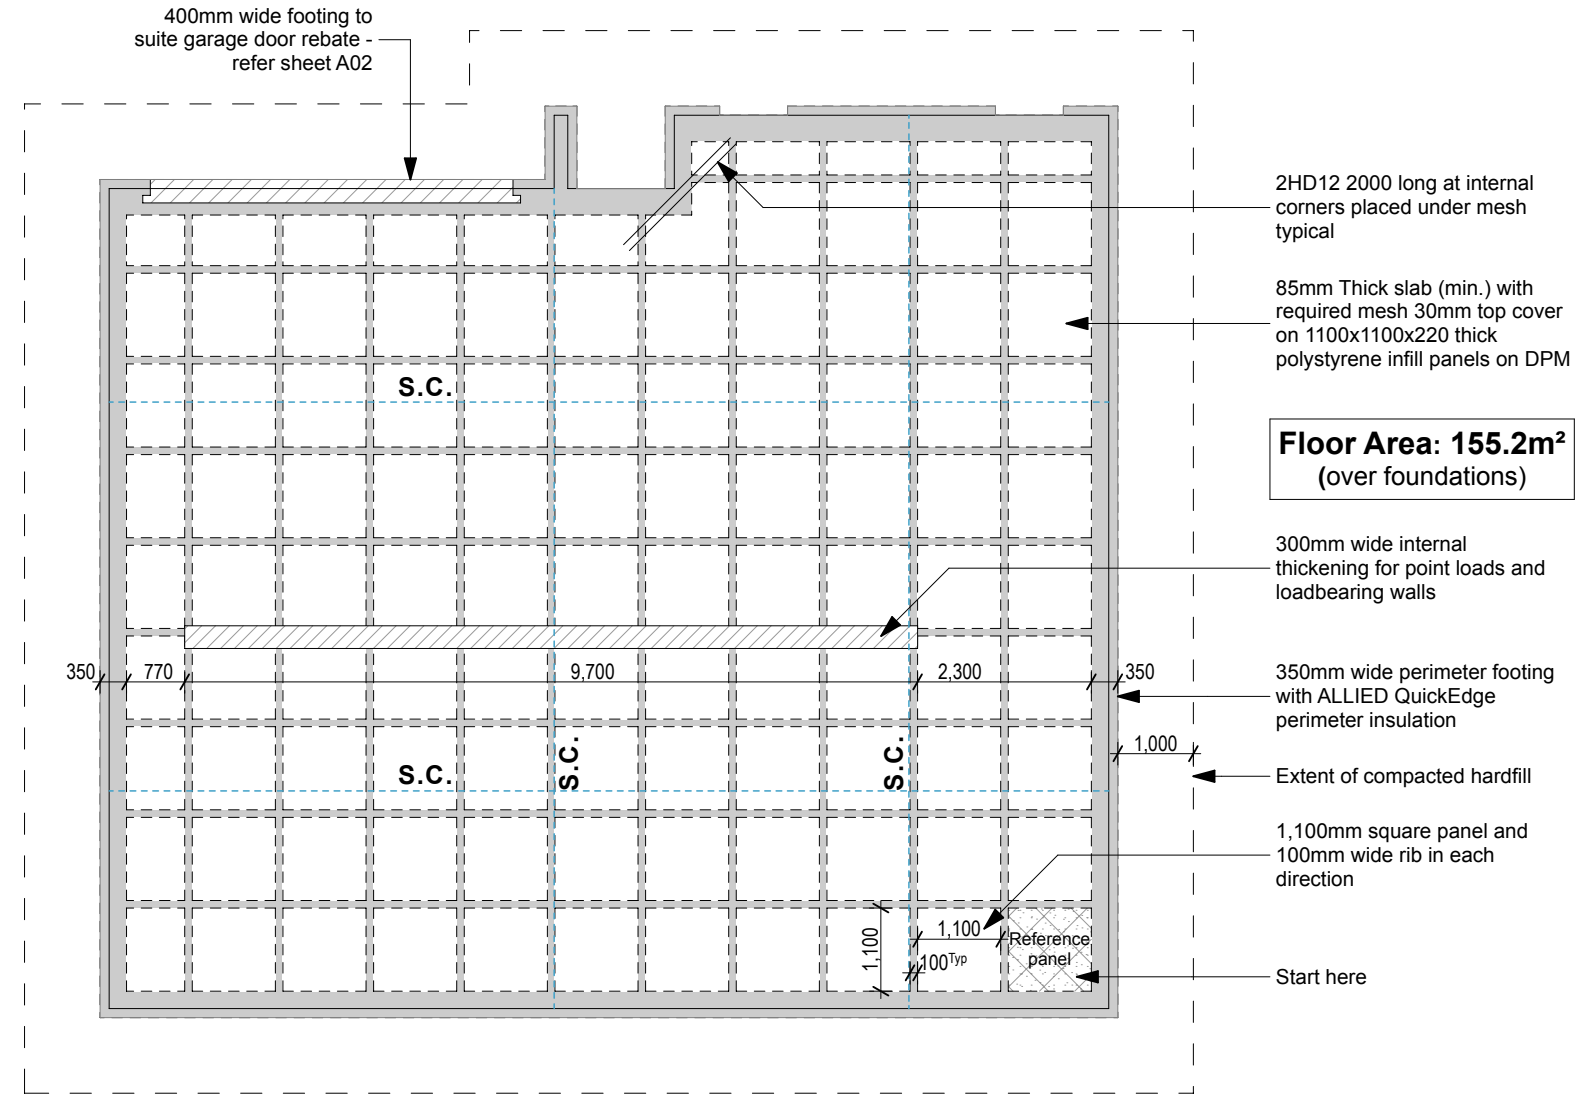 400mm wide footing to
suite garage door rebate -
refer sheet A02
2HD12 2000 long at internal
corners placed under mesh
typical
85mm Thick slab (min.) with
required mesh 30mm top cover
on 1100x1100x220 thick
polystyrene infill panels on DPM
S.C.
Floor Area: 155.2m²
(over foundations)
300mm wide internal
thickening for point loads and
loadbearing walls
350
770
9,700
2,300
350
350mm wide perimeter footing
with ALLIED QuickEdge
perimeter insulation
1,000
S.C.
S.C.
S.C.
Extent of compacted hardfill
1,100mm square panel and
100mm wide rib in each
direction
1,100
1,100
100Typ
Reference
panel
Start here